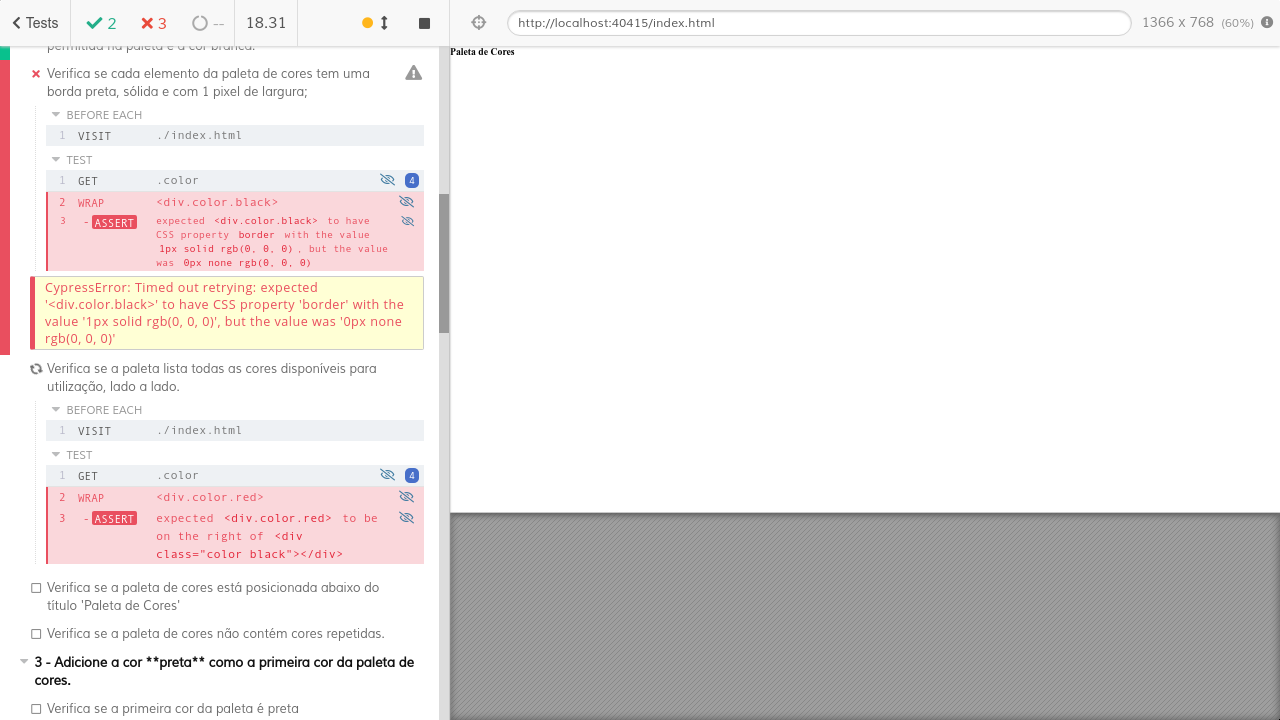 Tests 2 3 -- 18.31 http://localhost:40415/index.html 1366 x 768 (60%)
permitida na paleta é a cor branca.
Verifica se cada elemento da paleta de cores tem uma
borda preta, sólida e com 1 pixel de largura;
BEFORE EACH
1 VISIT ./index.html
TEST
1 GET .color 4
2 WRAP <div.color.black>
3 -ASSERT expected <div.color.black> to have
CSS property border with the value
1px solid rgb(0, 0, 0) , but the value
was 0px none rgb(0, 0, 0)
CypressError: Timed out retrying: expected
'<div.color.black>' to have CSS property 'border' with the
value '1px solid rgb(0, 0, 0)', but the value was '0px none
rgb(0, 0, 0)'
Verifica se a paleta lista todas as cores disponíveis para
utilização, lado a lado.
BEFORE EACH
1 VISIT ./index.html
TEST
1 GET .color 4
2 WRAP <div.color.red>
3 -ASSERT expected <div.color.red> to be
on the right of <div
class="color black"></div>
Verifica se a paleta de cores está posicionada abaixo do
título 'Paleta de Cores'
Verifica se a paleta de cores não contém cores repetidas.
3 - Adicione a cor **preta** como a primeira cor da paleta de
cores.
Verifica se a primeira cor da paleta é preta
Paleta de Cores